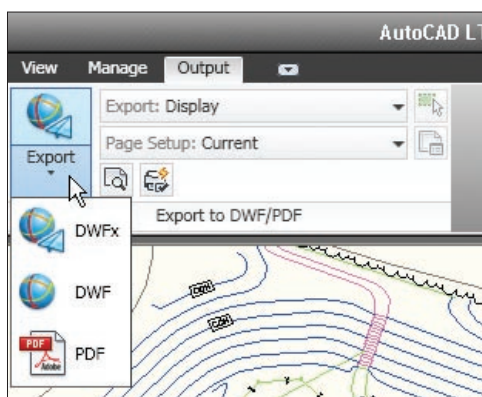 AutoCAD LT
View Manage Output
Export: Display
Page Setup: Current
Export
Export to DWF/PDF
DWFx
DWF
PDF
Adobe
PDF